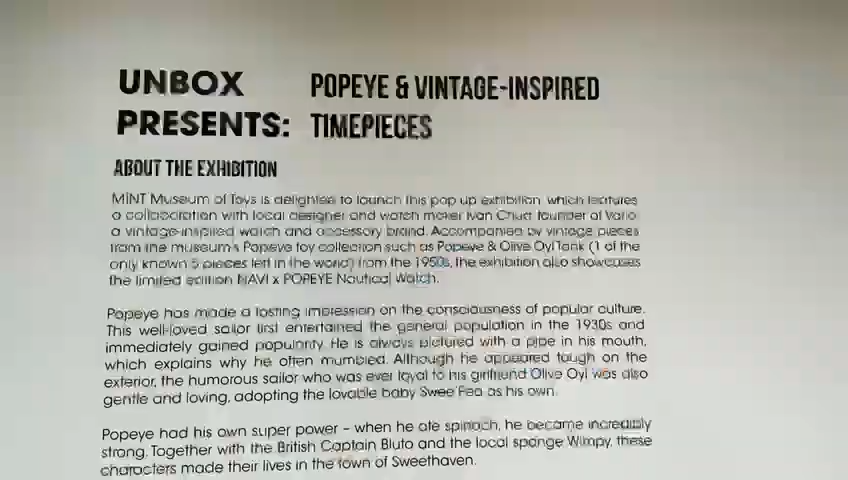 UNBOX PRESENTS: POPEYE & VINTAGE-INSPIRED TIMEPIECES
ABOUT THE EXHIBITION
MINT Museum of Toys is delighted to launch this pop up exhibition which features
a collaboration with local designer and watch maker Ivan Chua founder of Vario
a vintage-inspired watch and accessory brand. Accompanied by vintage pieces
from the museum's Popeye toy collection such as Popeye & Olive Oyl Tank (1 of the
only known 5 pieces left in the world) from the 1950s, the exhibition also showcases
the limited edition NAVI x POPEYE Nautical Watch.
Popeye has made a lasting impression on the consciousness of popular culture.
This well-loved sailor first entertained the general population in the 1930s and
immediately gained popularity. He is always pictured with a pipe in his mouth,
which explains why he often mumbled. Although he appeared tough on the
exterior, the humorous sailor who was ever loyal to his girlfriend Olive Oyl was also
gentle and loving, adopting the lovable baby Swee'Pea as his own.
Popeye had his own super power – when he ate spinach, he became incredibly
strong. Together with the British Captain Bluto and the local sponge Wimpy, these
characters made their lives in the town of Sweethaven.